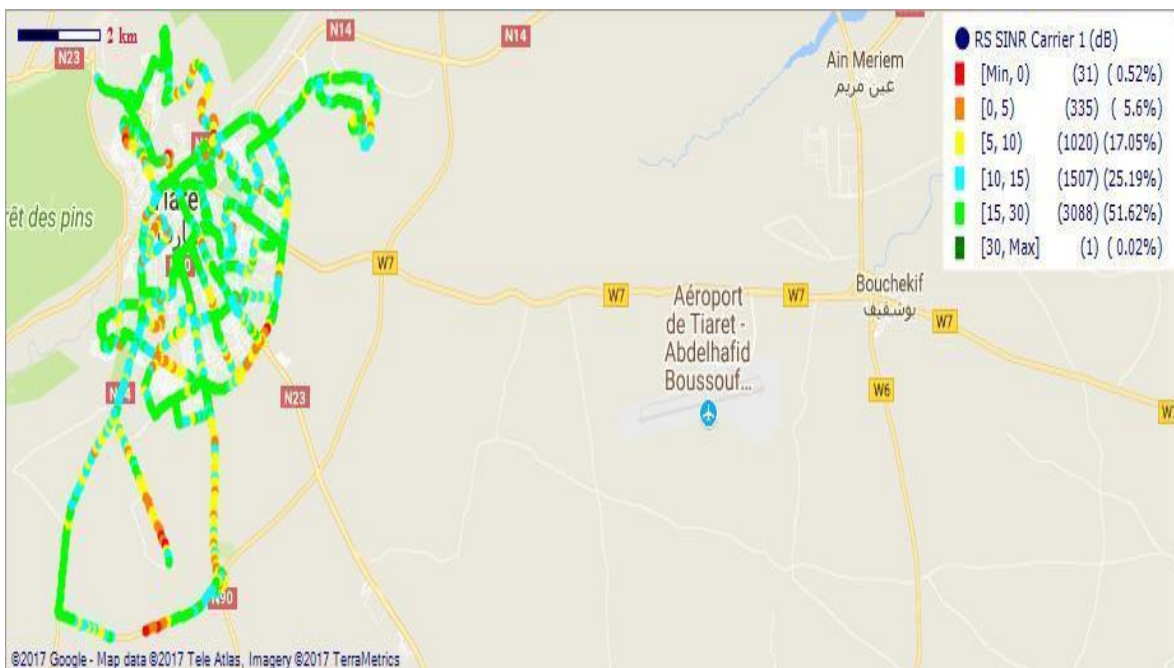 2 km
N23
N14
N14
Ain Meriem
عين مريم
RS SINR Carrier 1 (dB)
[Min, 0) (31) ( 0.52%)
[0, 5) (335) ( 5.6%)
[5, 10) (1020) (17.05%)
[10, 15) (1507) (25.19%)
[15, 30) (3088) (51.62%)
[30, Max] (1) ( 0.02%)
rêt des pins
W7
W7
W7
Bouchekif
بوشقيف
W7
Aéroport
de Tiaret -
Abdelhafid
Boussouf...
W6
N23
N90
©2017 Google - Map data ©2017 Tele Atlas, Imagery ©2017 TerraMetrics